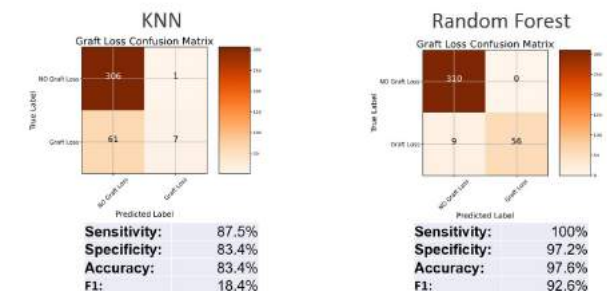 KNN
Graft Loss Confusion Matrix
True Label
NO Graft Loss
306 1
Graft Loss
61 7
NO Graft Loss
Graft Loss
Predicted Label
Sensitivity: 87.5%
Specificity: 83.4%
Accuracy: 83.4%
F1: 18.4%
Random Forest
Graft Loss Confusion Matrix
True Label
NO Graft Loss
310 0
Graft Loss
9 56
NO Graft Loss
Graft Loss
Predicted Label
Sensitivity: 100%
Specificity: 97.2%
Accuracy: 97.6%
F1: 92.6%